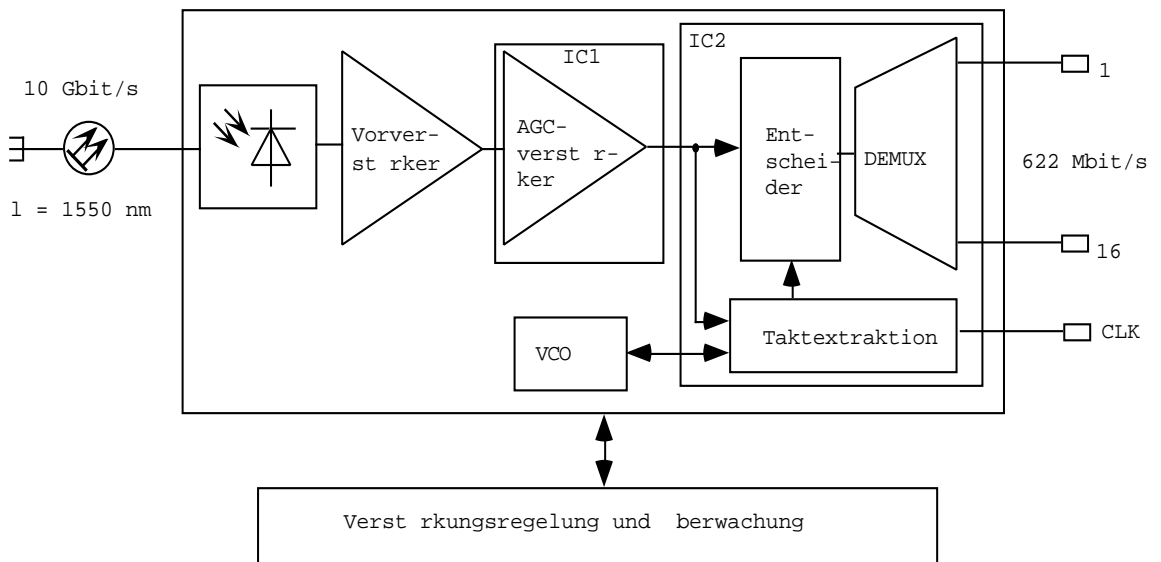 10 Gbit/s
l = 1550 nm
Vorver-
st rker
IC1
AGC-
verst r-
ker
IC2
Ent-
schei-
der
DEMUX
1
622 Mbit/s
16
Taktextraktion
CLK
VCO
Verst rkungsregelung und  berwachung